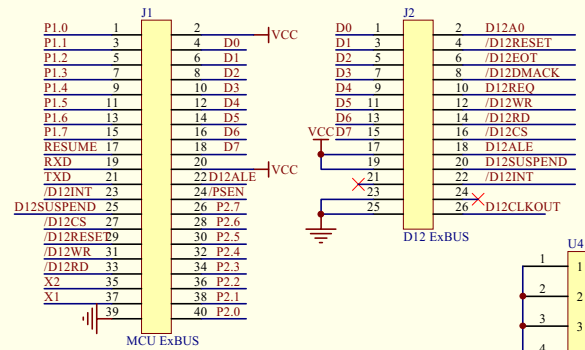 J1
P1.0 1 2 VCC
P1.1 3 4 D0
P1.2 5 6 D1
P1.3 7 8 D2
P1.4 9 10 D3
P1.5 11 12 D4
P1.6 13 14 D5
P1.7 15 16 D6
RESUME 17 18 D7
RXD 19 20 VCC
TXD 21 22 D12ALE
/D12INT 23 24 /PSEN
D12SUSPEND 25 26 P2.7
/D12CS 27 28 P2.6
/D12RESET 29 30 P2.5
/D12WR 31 32 P2.4
/D12RD 33 34 P2.3
X2 35 36 P2.2
X1 37 38 P2.1
39 40 P2.0
MCU ExBUS
J2
D0 1 2 D12A0
D1 3 4 /D12RESET
D2 5 6 /D12EOT
D3 7 8 /D12DMACK
D4 9 10 D12REQ
D5 11 12 /D12WR
D6 13 14 /D12RD
VCC D7 15 16 /D12CS
17 18 D12ALE
19 20 D12SUSPEND
21 22 /D12INT
23 24
25 26 D12CLKOUT
D12 ExBUS
U4
1 1
2 2
3 3
4